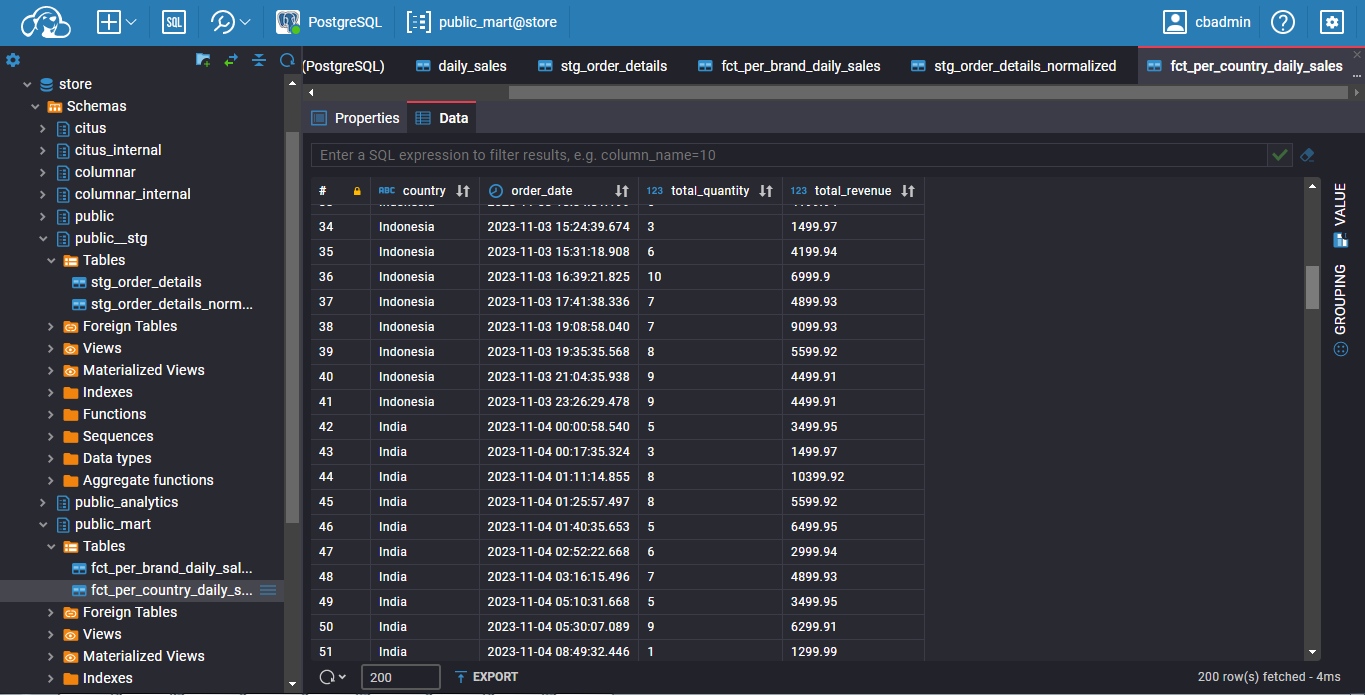 SQL PostgreSQL public_mart@store cbadmin
(PostgreSQL) daily_sales stg_order_details fct_per_brand_daily_sales stg_order_details_normalized fct_per_country_daily_sales
store
Schemas
citus
citus_internal
columnar
columnar_internal
public
public__stg
Tables
stg_order_details
stg_order_details_norm...
Foreign Tables
Views
Materialized Views
Indexes
Functions
Sequences
Data types
Aggregate functions
public_analytics
public_mart
Tables
fct_per_brand_daily_sal...
fct_per_country_daily_s...
Foreign Tables
Views
Materialized Views
Indexes
Properties Data
Enter a SQL expression to filter results, e.g. column_name=10
# ABC country order_date 123 total_quantity 123 total_revenue
34 Indonesia 2023-11-03 15:24:39.674 3 1499.97
35 Indonesia 2023-11-03 15:31:18.908 6 4199.94
36 Indonesia 2023-11-03 16:39:21.825 10 6999.9
37 Indonesia 2023-11-03 17:41:38.336 7 4899.93
38 Indonesia 2023-11-03 19:08:58.040 7 9099.93
39 Indonesia 2023-11-03 19:35:35.568 8 5599.92
40 Indonesia 2023-11-03 21:04:35.938 9 4499.91
41 Indonesia 2023-11-03 23:26:29.478 9 4499.91
42 India 2023-11-04 00:00:58.540 5 3499.95
43 India 2023-11-04 00:17:35.324 3 1499.97
44 India 2023-11-04 01:11:14.855 8 10399.92
45 India 2023-11-04 01:25:57.497 8 5599.92
46 India 2023-11-04 01:40:35.653 5 6499.95
47 India 2023-11-04 02:52:22.668 6 2999.94
48 India 2023-11-04 03:16:15.496 7 4899.93
49 India 2023-11-04 05:10:31.668 5 3499.95
50 India 2023-11-04 05:30:07.089 9 6299.91
51 India 2023-11-04 08:49:32.446 1 1299.99
VALUE
GROUPING
200 EXPORT 200 row(s) fetched - 4ms